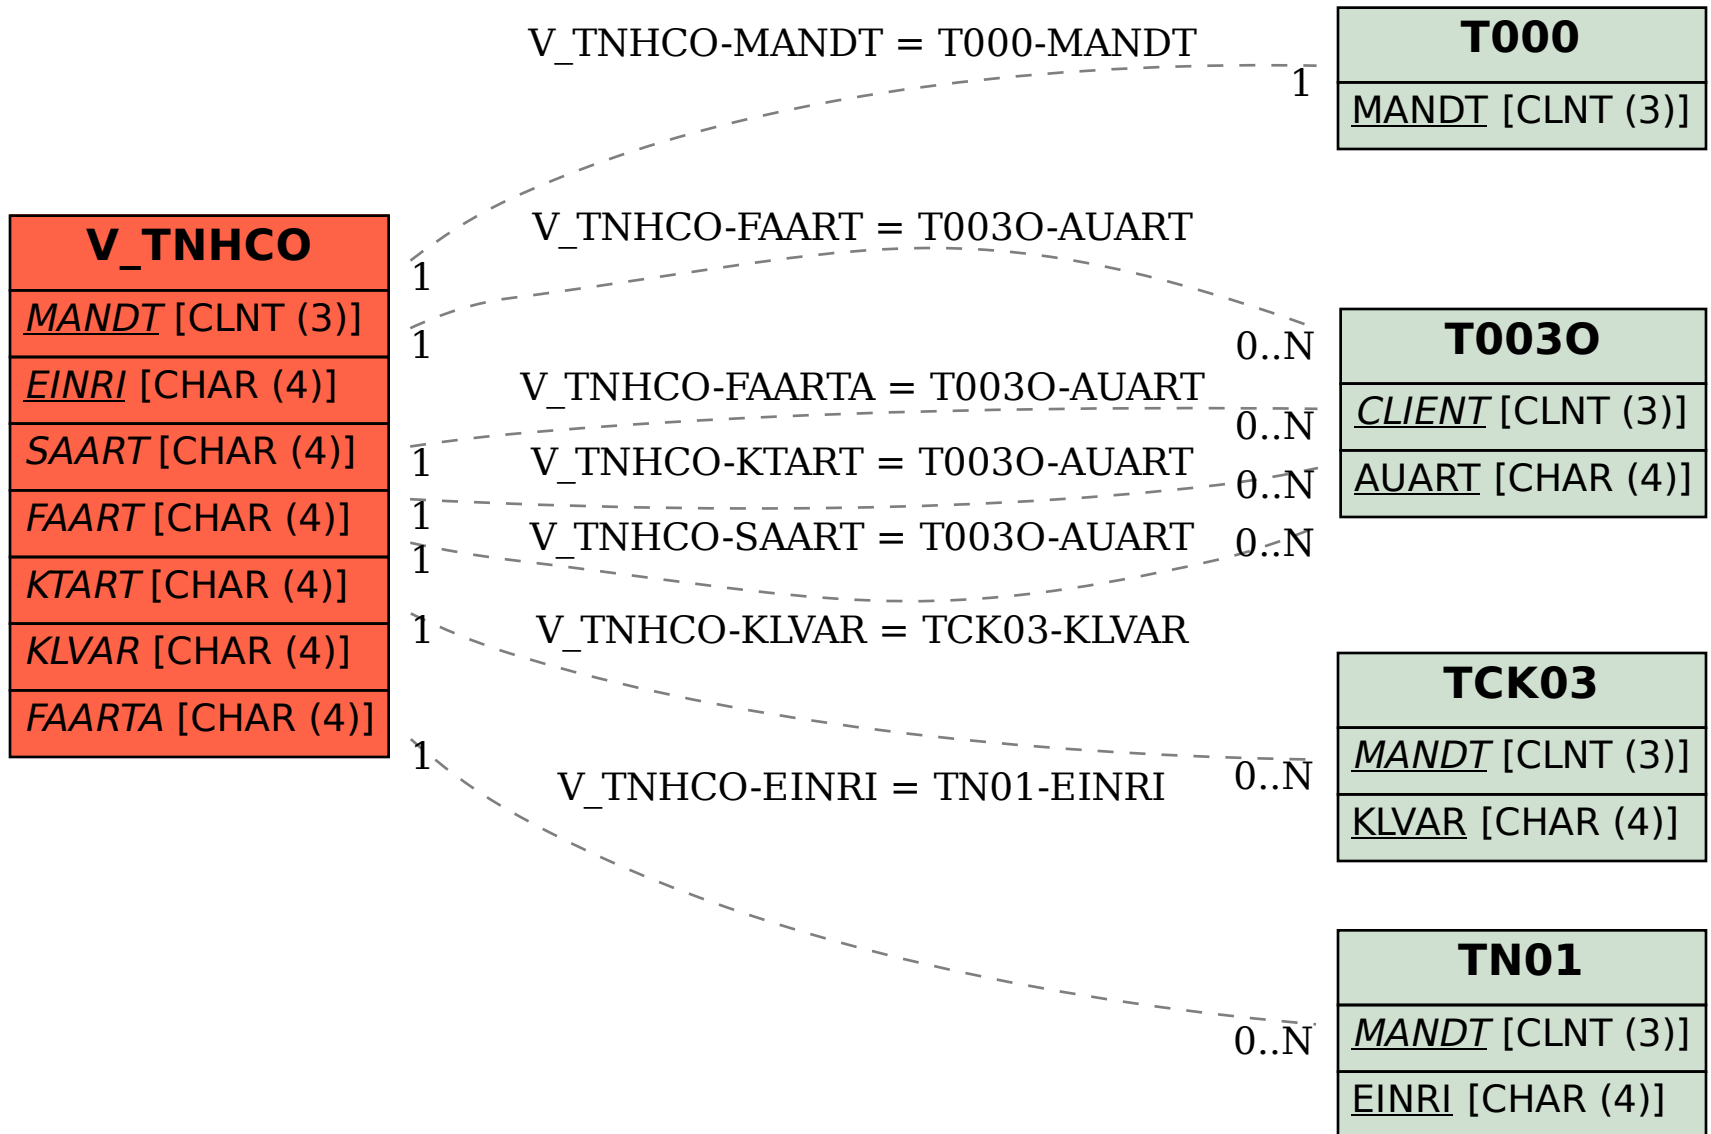 V_TNHCO
MANDT [CLNT (3)]
EINRI [CHAR (4)]
SAART [CHAR (4)]
FAART [CHAR (4)]
KTART [CHAR (4)]
KLVAR [CHAR (4)]
FAARTA [CHAR (4)]
V_TNHCO-MANDT = T000-MANDT
1
1
V_TNHCO-FAART = T003O-AUART
1
0..N
V_TNHCO-FAARTA = T003O-AUART
1
0..N
V_TNHCO-KTART = T003O-AUART
1
0..N
V_TNHCO-SAART = T003O-AUART
1
0..N
V_TNHCO-KLVAR = TCK03-KLVAR
1
0..N
V_TNHCO-EINRI = TN01-EINRI
1
0..N
T000
MANDT [CLNT (3)]
T003O
CLIENT [CLNT (3)]
AUART [CHAR (4)]
TCK03
MANDT [CLNT (3)]
KLVAR [CHAR (4)]
TN01
MANDT [CLNT (3)]
EINRI [CHAR (4)]